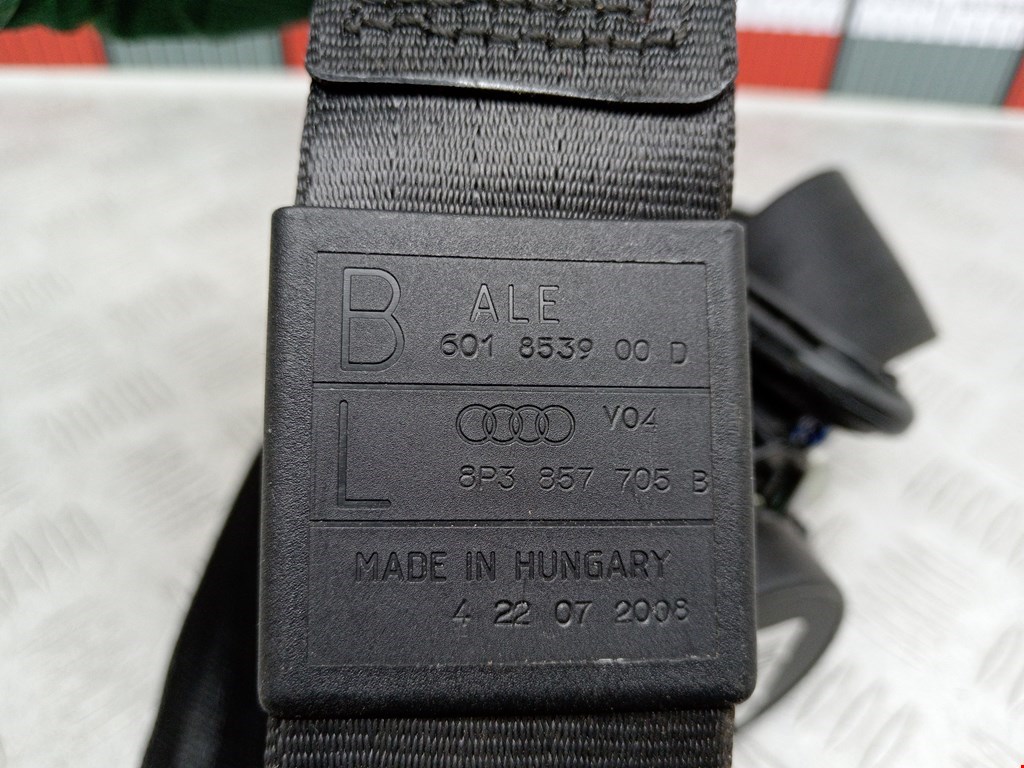 B ALE
601 8539 00 D
L V04
8P3 857 705 B
MADE IN HUNGARY
4 22 07 2008